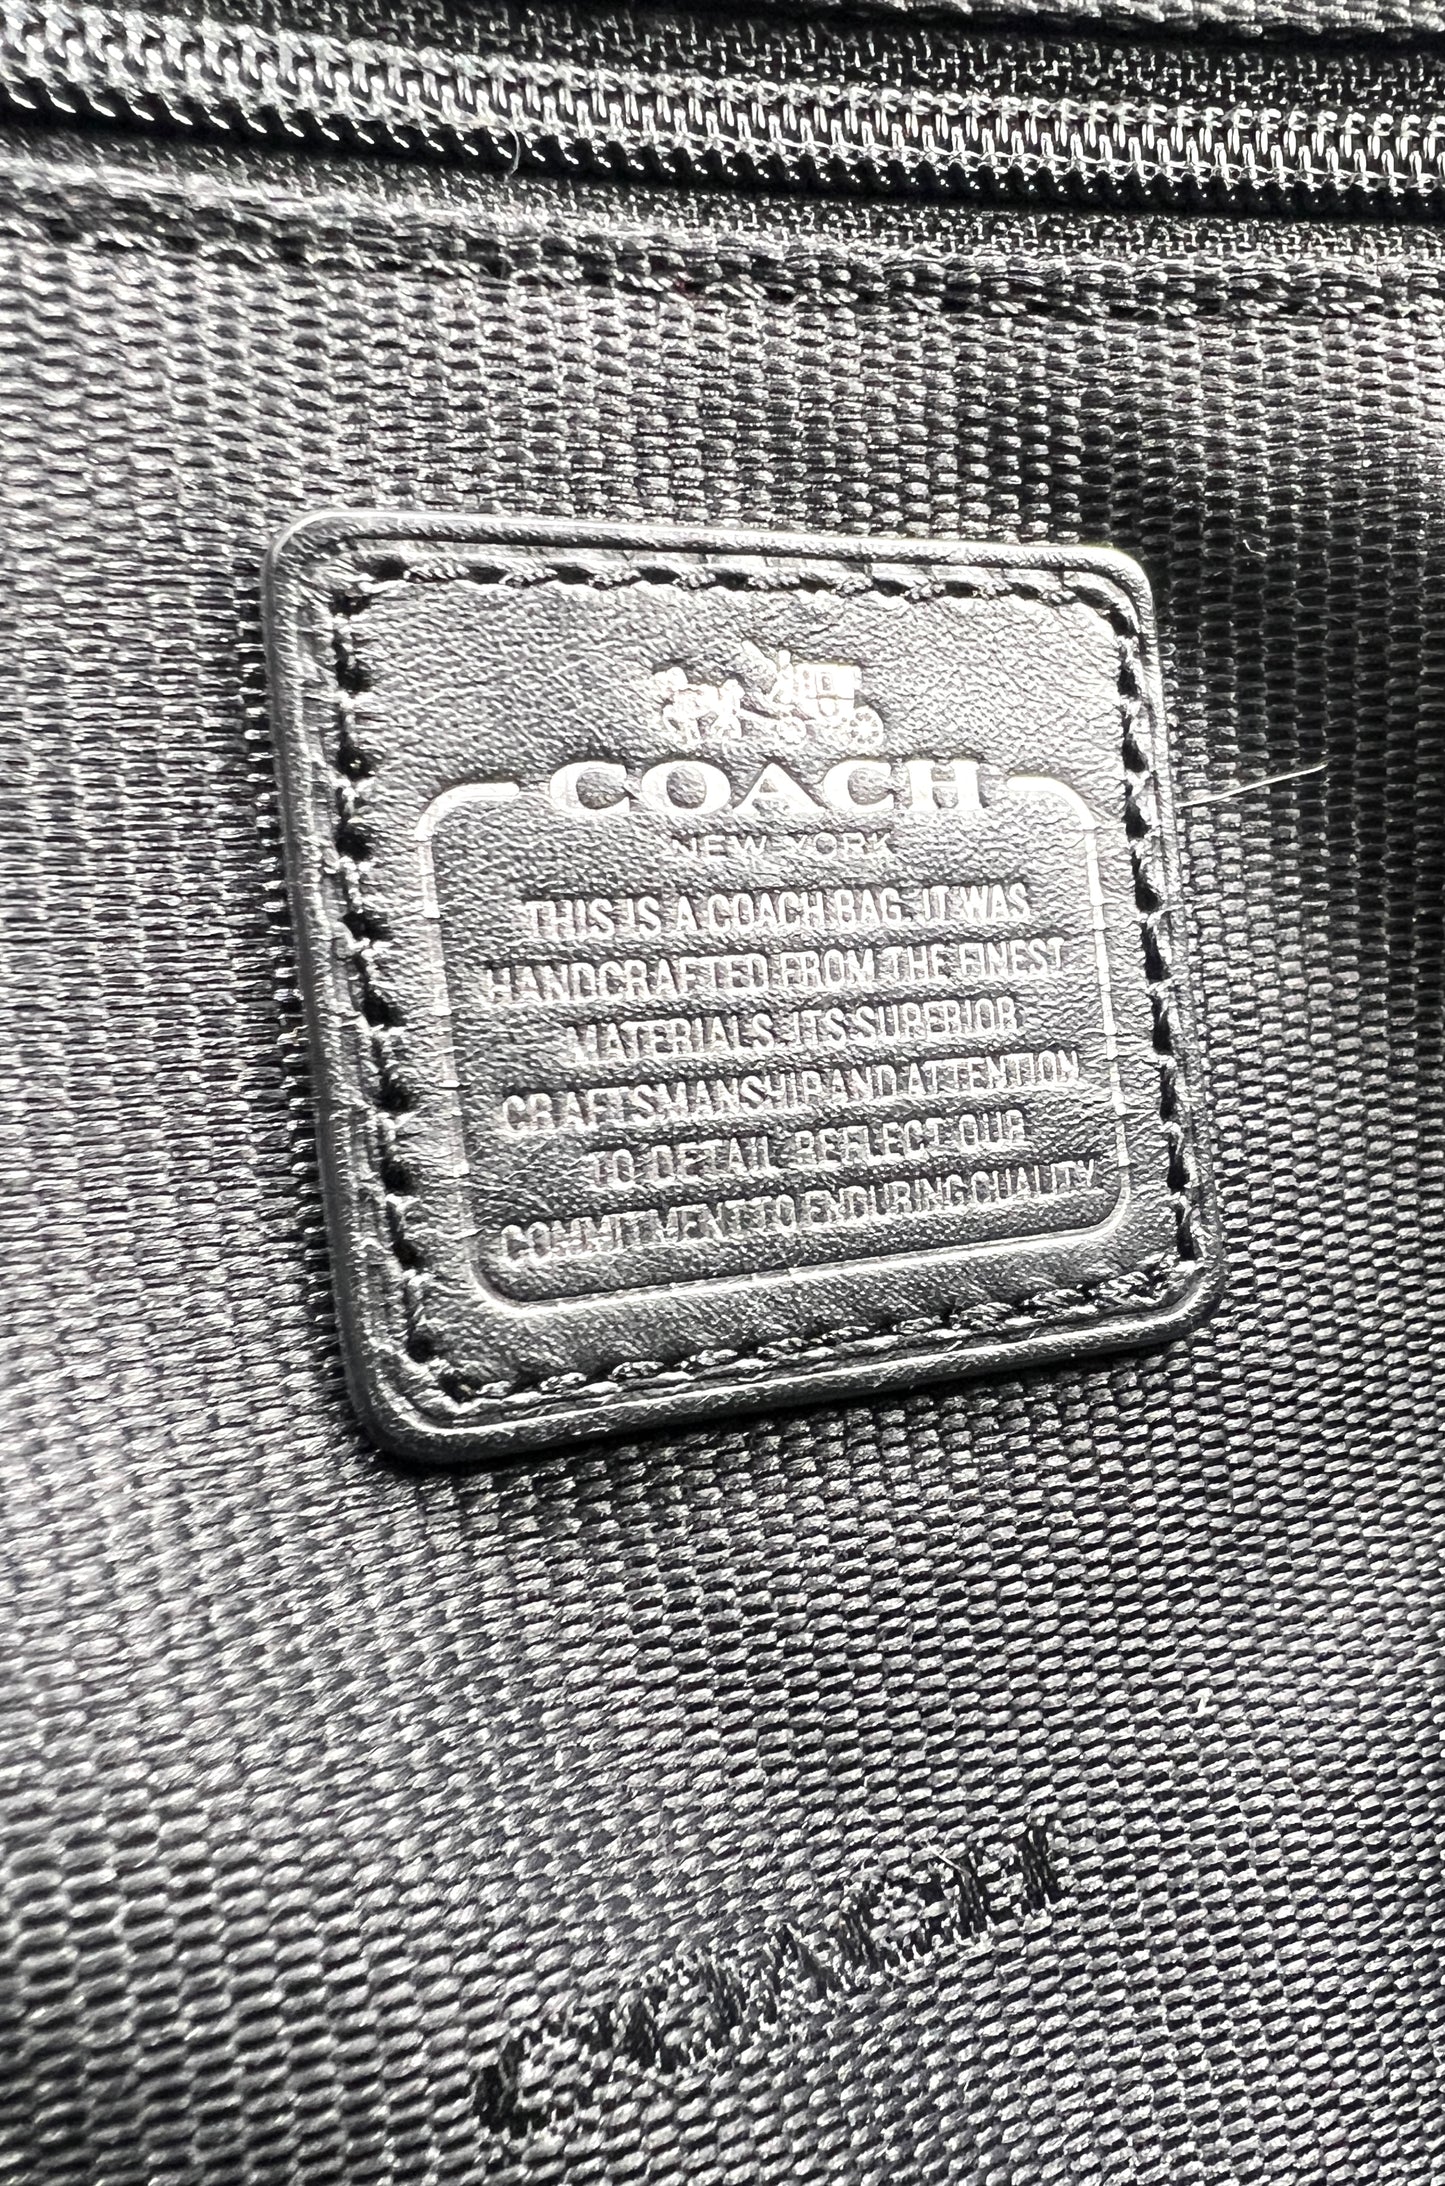 COACH
NEW YORK
THIS IS A COACH BAG. IT WAS
HANDCRAFTED FROM THE FINEST
MATERIALS. ITS SUPERIOR
CRAFTSMANSHIP AND ATTENTION
TO DETAIL REFLECT OUR
COMMITMENT TO ENDURING QUALITY
COACH